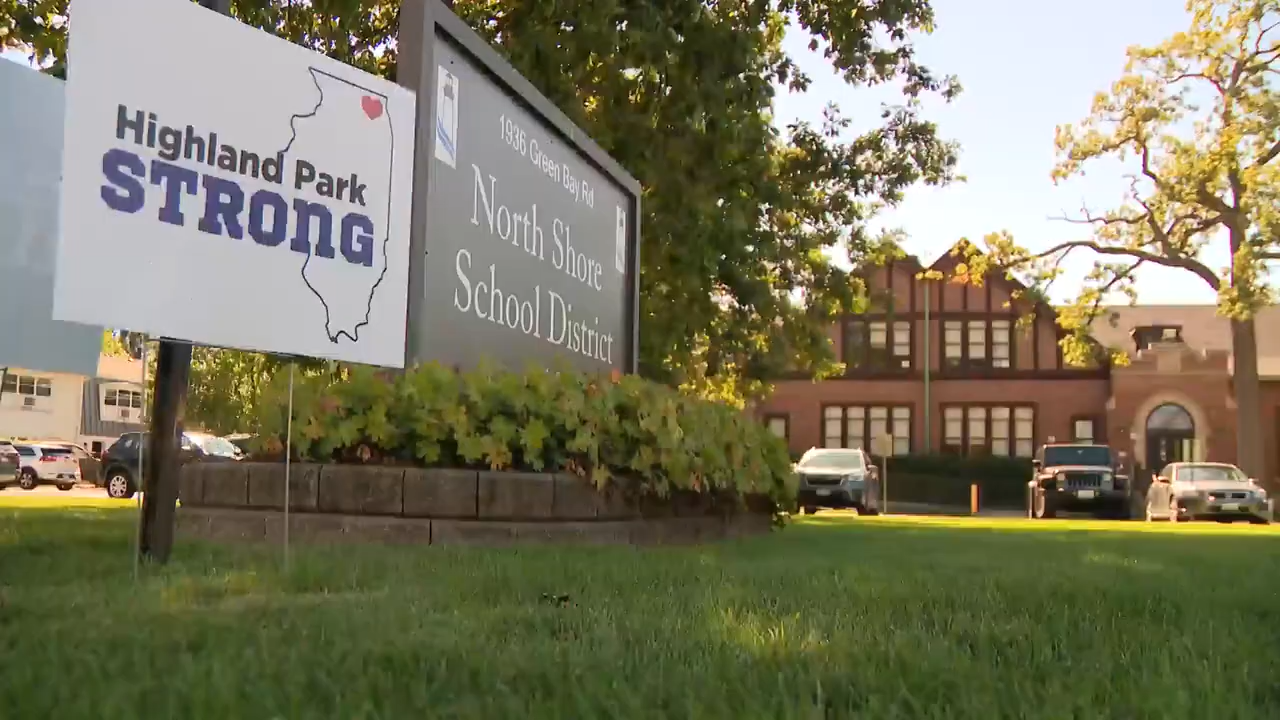 Highland Park
STRONG
1936 Green Bay Rd
North Shore
School District